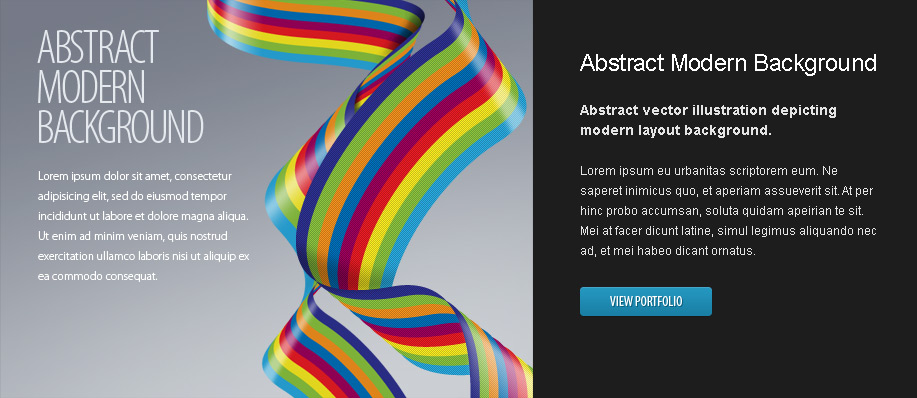 ABSTRACT
MODERN
BACKGROUND
Lorem ipsum dolor sit amet, consectetur
adipisicing elit, sed do eiusmod tempor
incididunt ut labore et dolore magna aliqua.
Ut enim ad minim veniam, quis nostrud
exercitation ullamco laboris nisi ut aliquip ex
ea commodo consequat.
Abstract Modern Background
Abstract vector illustration depicting
modern layout background.
Lorem ipsum eu urbanitas scriptorem eum. Ne
saperet inimicus quo, et aperiam assueverit sit. At per
hinc probo accumsan, soluta quidam apeirian te sit.
Mei at facer dicunt latine, simul legimus aliquando nec
ad, et mei habeo dicant ornatus.
VIEW PORTFOLIO